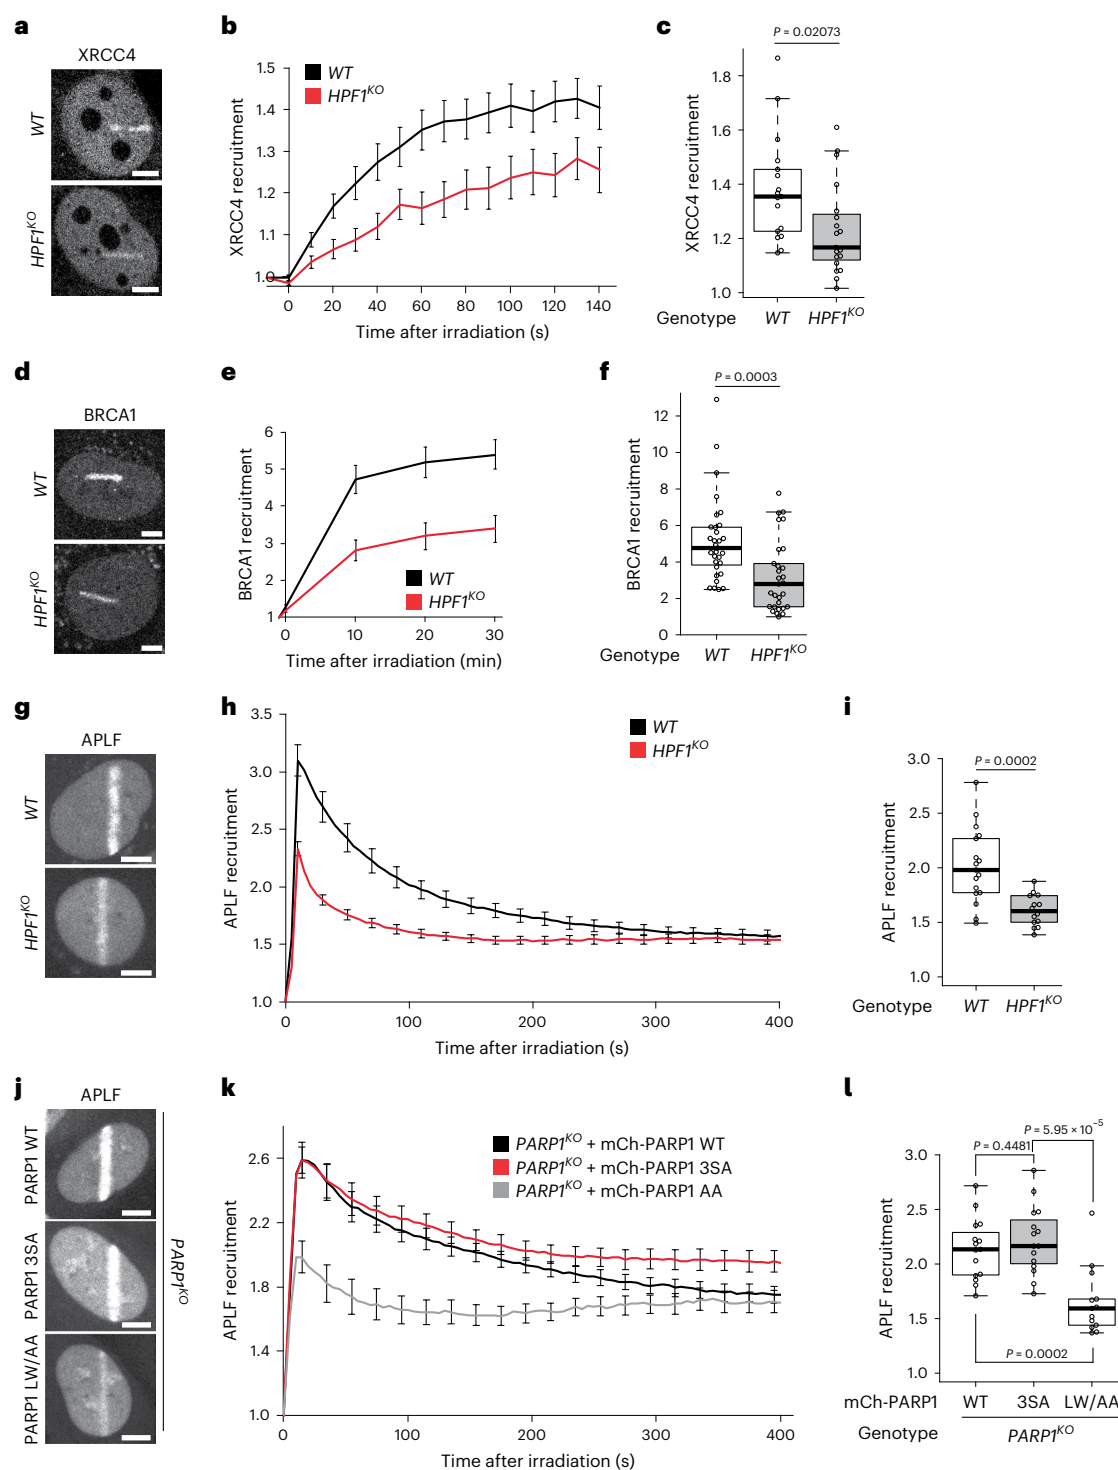 a
XRCC4
WT
HPF1KO
b
WT
HPF1KO
XRCC4 recruitment
1.5
1.4
1.3
1.2
1.1
1.0
0 20 40 60 80 100 120 140
Time after irradiation (s)
c
P = 0.02073
XRCC4 recruitment
1.8
1.6
1.4
1.2
1.0
Genotype WT HPF1KO
d
BRCA1
WT
HPF1KO
e
BRCA1 recruitment
6
5
4
3
2
1
WT
HPF1KO
0 10 20 30
Time after irradiation (min)
f
P = 0.0003
BRCA1 recruitment
12
10
8
6
4
2
0
Genotype WT HPF1KO
g
APLF
WT
HPF1KO
h
WT
HPF1KO
APLF recruitment
3.5
3.0
2.5
2.0
1.5
1.0
0 100 200 300 400
Time after irradiation (s)
i
P = 0.0002
APLF recruitment
3.0
2.5
2.0
1.5
1.0
Genotype WT HPF1KO
j
APLF
PARP1 WT
PARP1 3SA
PARP1 LW/AA
PARP1KO
k
PARP1KO + mCh-PARP1 WT
PARP1KO + mCh-PARP1 3SA
PARP1KO + mCh-PARP1 AA
APLF recruitment
2.6
2.2
1.8
1.4
1.0
0 100 200 300 400
Time after irradiation (s)
l
P = 5.95 × 10−5
P = 0.4481
APLF recruitment
3.0
2.5
2.0
1.5
1.0
P = 0.0002
mCh-PARP1 WT 3SA LW/AA
Genotype PARP1KO